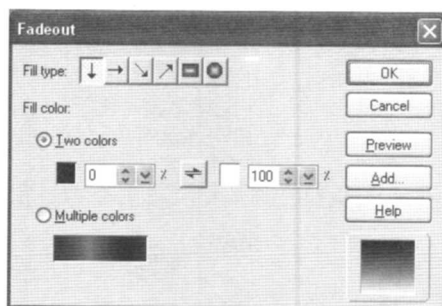 Fadeout
Fill type:
OK
Fill color:
Cancel
Two colors
Preview
0 % 100 %
Add...
Multiple colors
Help